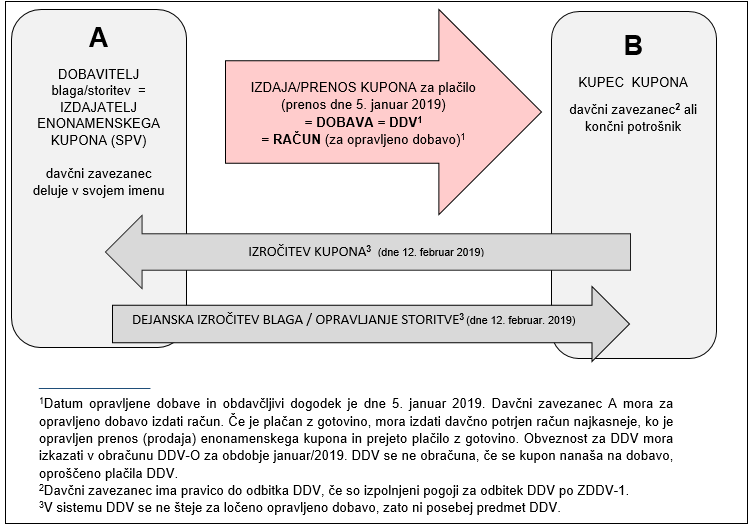 A
DOBAVITELJ
blaga/storitev =
IZDAJATELJ
ENONAMENSKEGA
KUPONA (SPV)
davčni zavezanec
deluje v svojem imenu
IZDAJA/PRENOS KUPONA za plačilo
(prenos dne 5. januar 2019)
= DOBAVA = DDV¹
= RAČUN (za opravljeno dobavo)¹
B
KUPEC KUPONA
davčni zavezanec² ali
končni potrošnik
IZROČITEV KUPONA³ (dne 12. februar 2019)
DEJANSKA IZROČITEV BLAGA / OPRAVLJANJE STORITVE³ (dne 12. februar. 2019)
¹Datum opravljene dobave in obdavčljivi dogodek je dne 5. januar 2019. Davčni zavezanec A mora za
opravljeno dobavo izdati račun. Če je plačan z gotovino, mora izdati davčno potrjen račun najkasneje, ko je
opravljen prenos (prodaja) enonamenskega kupona in prejeto plačilo z gotovino. Obveznost za DDV mora
izkazati v obračunu DDV-O za obdobje januar/2019. DDV se ne obračuna, če se kupon nanaša na dobavo,
oproščeno plačila DDV.
²Davčni zavezanec ima pravico do odbitka DDV, če so izpolnjeni pogoji za odbitek DDV po ZDDV-1.
³V sistemu DDV se ne šteje za ločeno opravljeno dobavo, zato ni posebej predmet DDV.